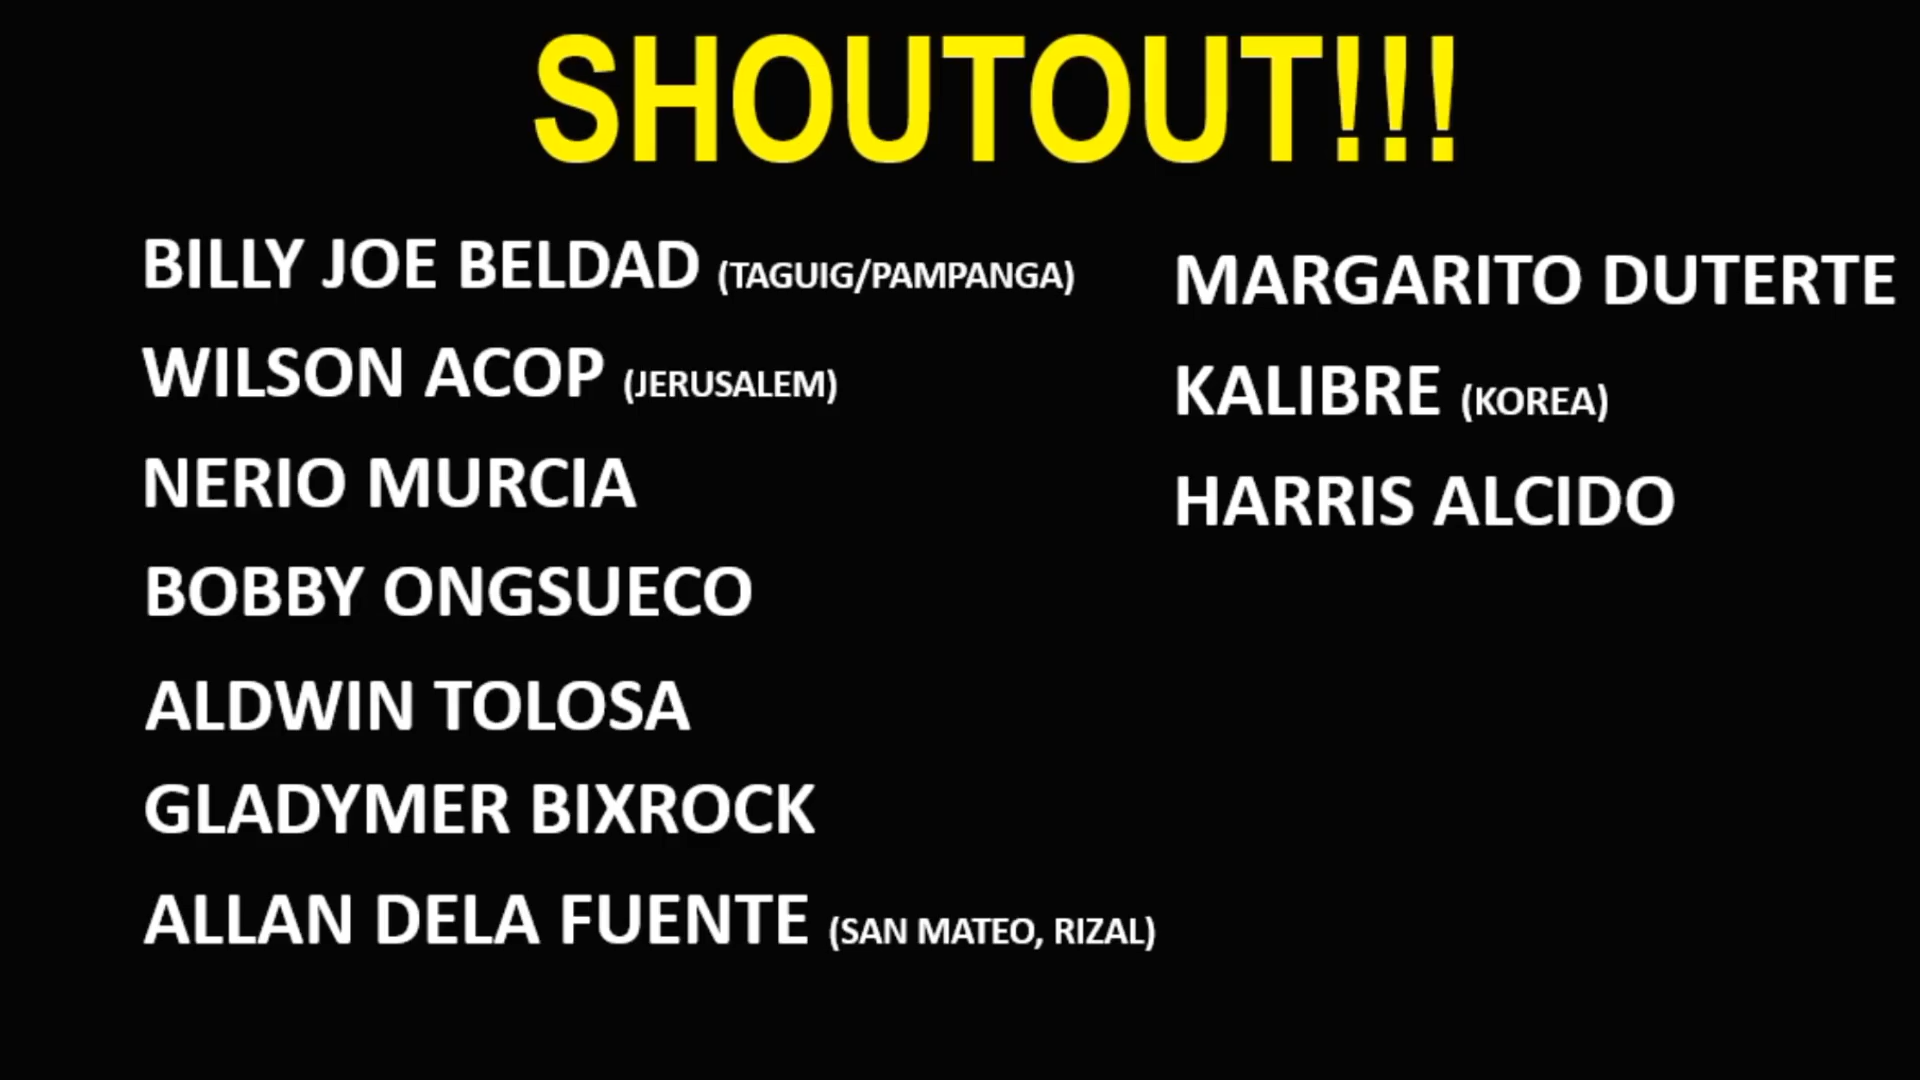 SHOUTOUT!!!
BILLY JOE BELDAD (TAGUIG/PAMPANGA)
WILSON ACOP (JERUSALEM)
NERIO MURCIA
BOBBY ONGSUECO
ALDWIN TOLOSA
GLADYMER BIXROCK
ALLAN DELA FUENTE (SAN MATEO, RIZAL)
MARGARITO DUTERTE
KALIBRE (KOREA)
HARRIS ALCIDO